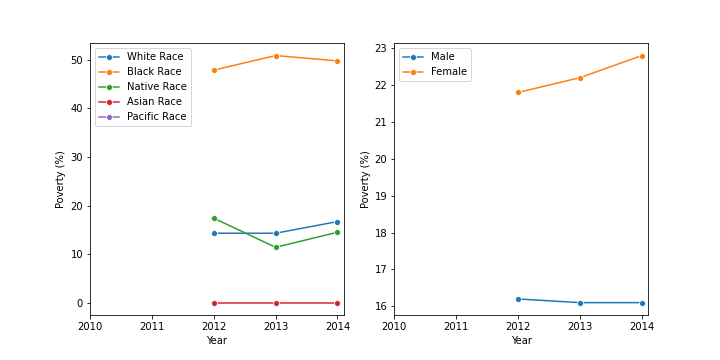 White Race
Black Race
Native Race
Asian Race
Pacific Race
50
40
30
20
10
0
Poverty (%)
2010 2011 2012 2013 2014
Year
Male
Female
23
22
21
20
19
18
17
16
Poverty (%)
2010 2011 2012 2013 2014
Year